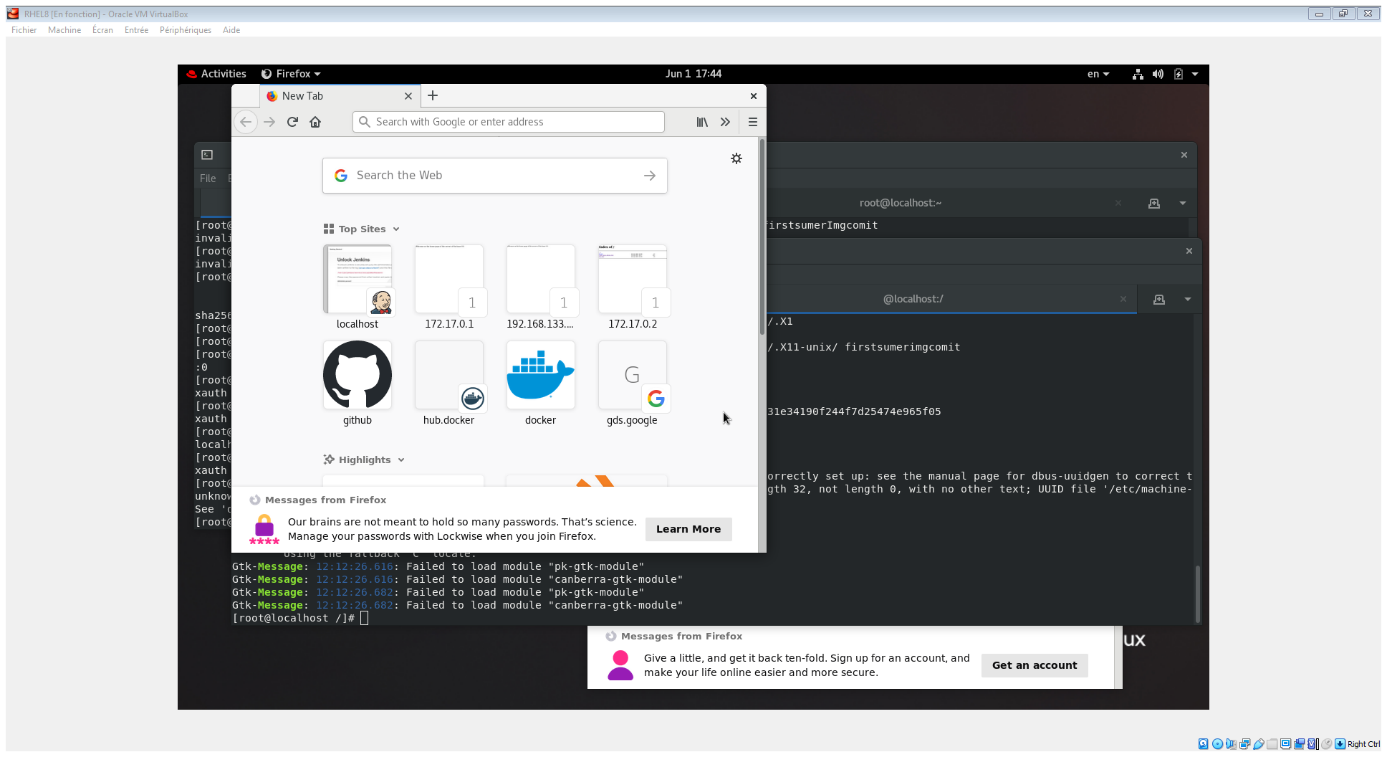 RHEL8 [En fonction] - Oracle VM VirtualBox
Fichier Machine Écran Entrée Périphériques Aide
Activities Firefox Jun 1 17:44 en
New Tab
Search with Google or enter address
File
root@localhost:~
Search the Web
[root@
irstsumerImgcomit
invali
[root@
invali
[root@
Top Sites
@localhost:/
sha256
[root@
[root@
[root@
:0
[root@
xauth
[root@
xauth
[root@
localh
[root@
xauth
[root@
unknow
See 'd
[root@
1
1
1
localhost 172.17.0.1 192.168.133.... 172.17.0.2
G
github hub.docker docker gds.google
/.X1
/.X11-unix/ firstsumerimgcomit
31e34190f244f7d25474e965f05
orrectly set up: see the manual page for dbus-uuidgen to correct t
gth 32, not length 0, with no other text; UUID file '/etc/machine-
Highlights
Messages from Firefox
Our brains are not meant to hold so many passwords. That's science.
Manage your passwords with Lockwise when you join Firefox.
Learn More
Using the fallback 'C' locale.
Gtk-Message: 12:12:26.616: Failed to load module "pk-gtk-module"
Gtk-Message: 12:12:26.616: Failed to load module "canberra-gtk-module"
Gtk-Message: 12:12:26.682: Failed to load module "pk-gtk-module"
Gtk-Message: 12:12:26.682: Failed to load module "canberra-gtk-module"
[root@localhost /]#
Messages from Firefox
Give a little, and get it back ten-fold. Sign up for an account, and
make your life online easier and more secure.
Get an account
ux
Right Ctrl